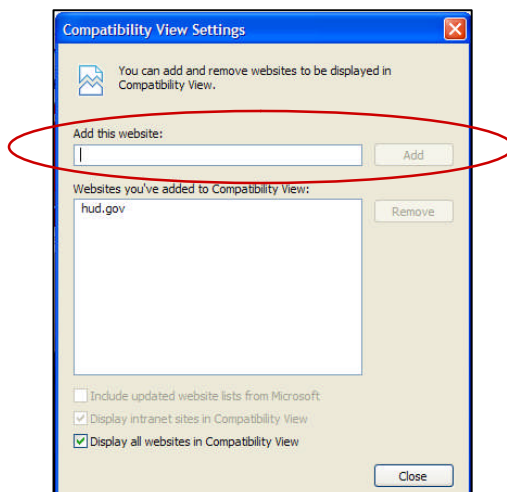 Compatibility View Settings
You can add and remove websites to be displayed in
Compatibility View.
Add this website:
Add
Websites you've added to Compatibility View:
hud.gov
Remove
Include updated website lists from Microsoft
Display intranet sites in Compatibility View
Display all websites in Compatibility View
Close